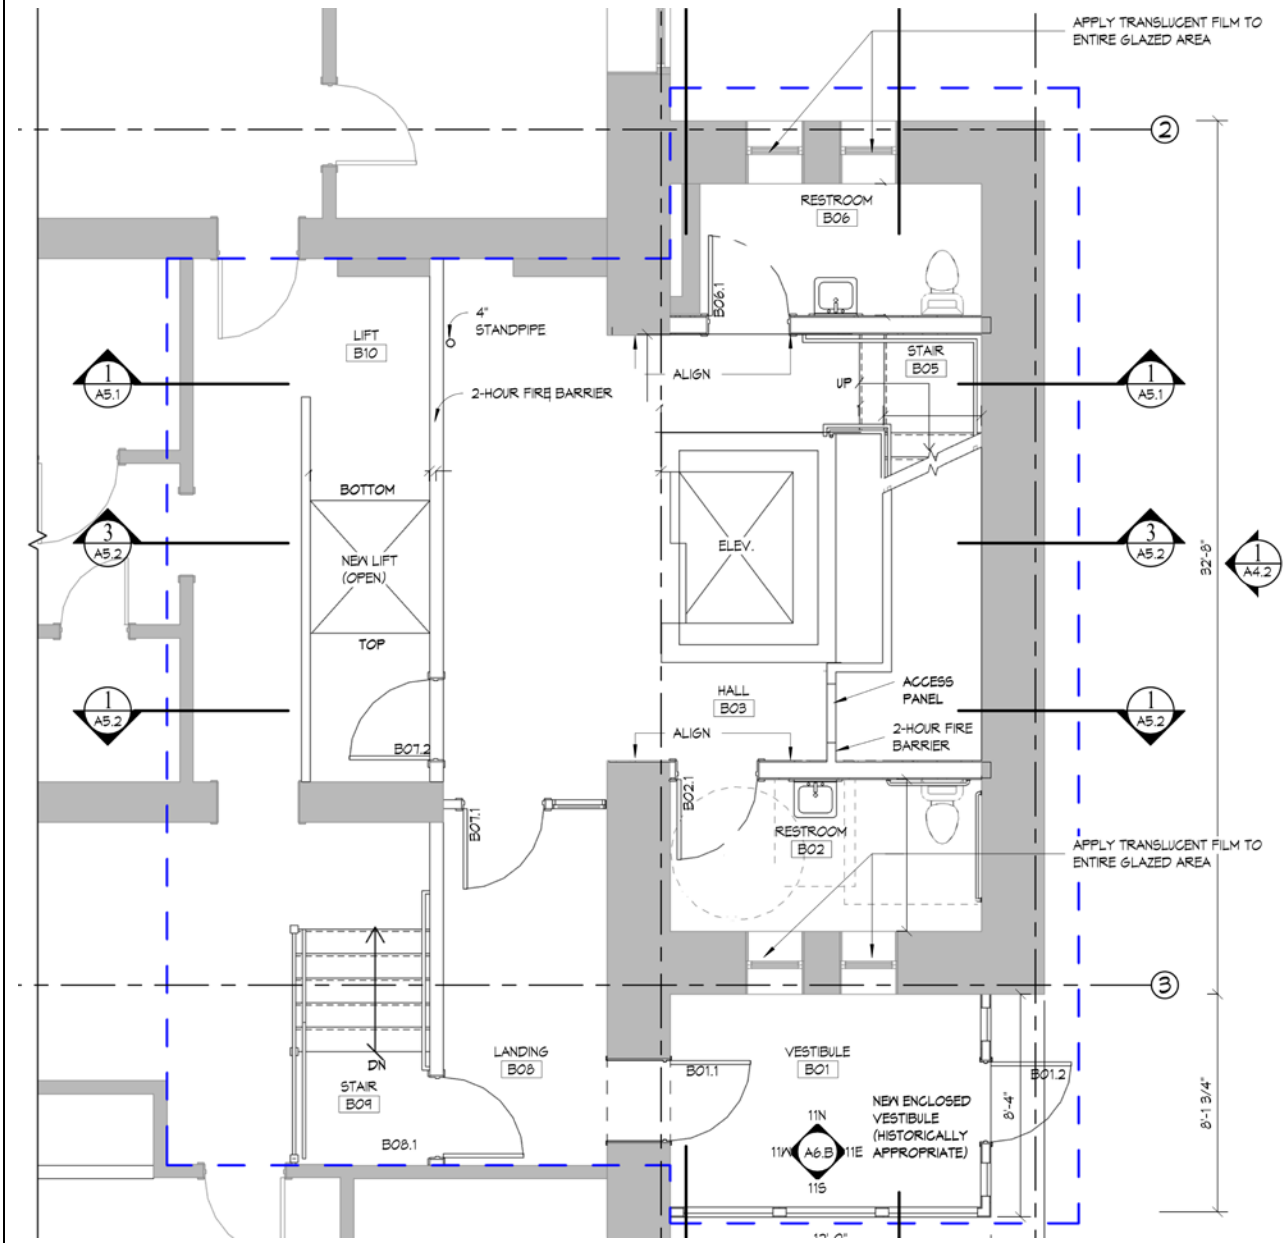 APPLY TRANSLUCENT FILM TO
ENTIRE GLAZED AREA
2
RESTROOM
B06
B06.1
4"
STANDPIPE
LIFT
B10
ALIGN
STAIR
B05
UP
1
A5.1
1
A5.1
2-HOUR FIRE BARRIER
BOTTOM
NEW LIFT
(OPEN)
TOP
ELEV.
3
A5.2
3
A5.2
32'-8"
1
A4.2
1
A5.2
1
A5.2
HALL
B03
ACCESS
PANEL
2-HOUR FIRE
BARRIER
ALIGN
B07.2
B07.1
B02.1
RESTROOM
B02
APPLY TRANSLUCENT FILM TO
ENTIRE GLAZED AREA
3
DN
STAIR
B09
B08.1
LANDING
B08
VESTIBULE
B01
B01.1
B01.2
NEW ENCLOSED
VESTIBULE
(HISTORICALLY
APPROPRIATE)
11N
11W
A6.B
11E
11S
8'-4"
8'-1 3/4"